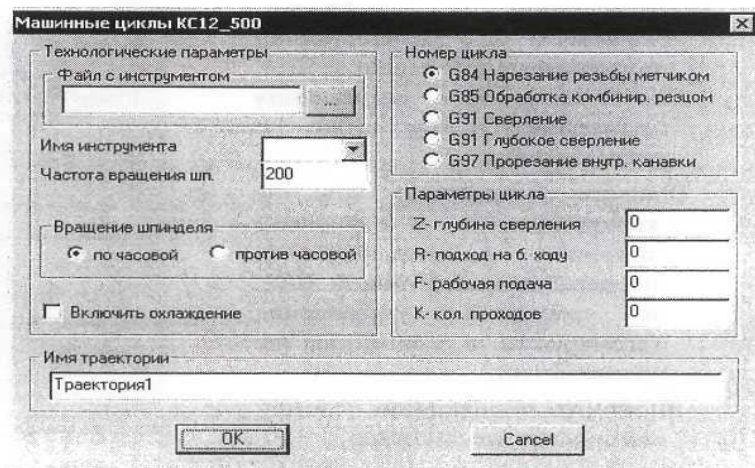 Машинные циклы КС12_500
Технологические параметры
Файл с инструментом
...
Имя инструмента
Частота вращения шп. 200
Вращение шпинделя
по часовой против часовой
Включить охлаждение
Номер цикла
G84 Нарезание резьбы метчиком
G85 Обработка комбинир. резцом
G91 Сверление
G91 Глубокое сверление
G97 Прорезание внутр. канавки
Параметры цикла
Z- глубина сверления 0
R- подход на б. ходу 0
F- рабочая подача 0
К- кол. проходов 0
Имя траектории
Траектория1
OK Cancel